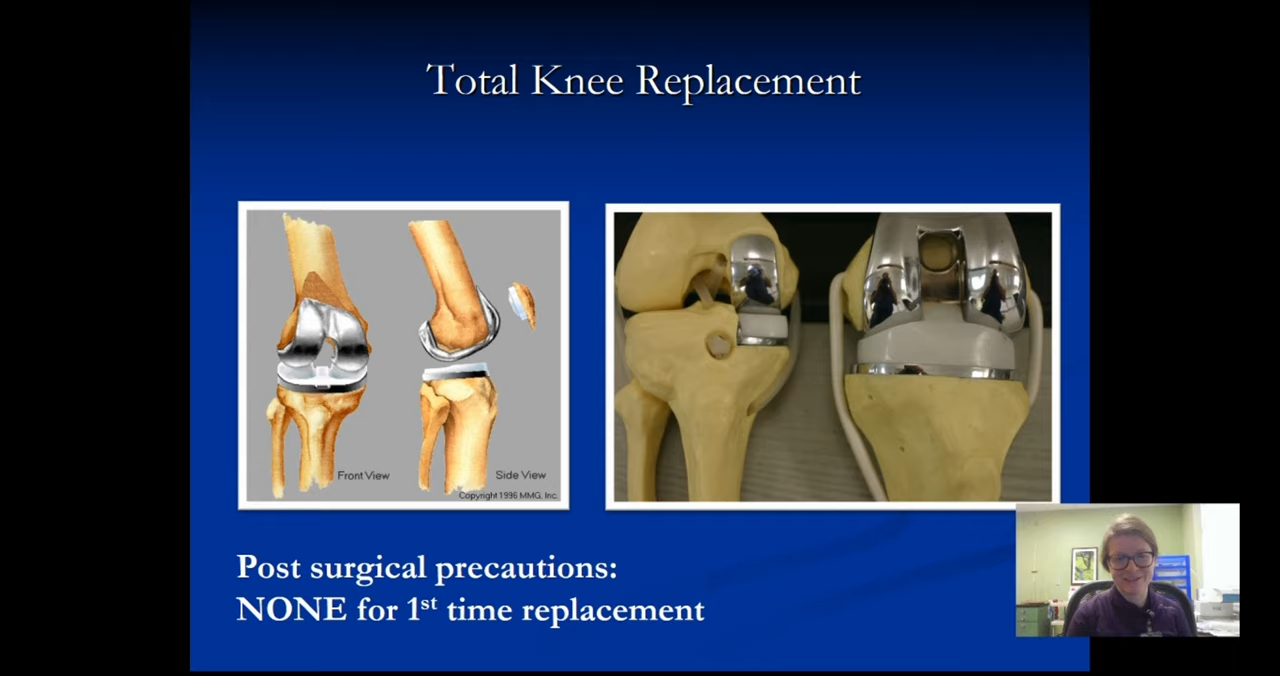 Total Knee Replacement
Front View
Side View
Copyright 1996 MMG, Inc.
Post surgical precautions:
NONE for 1st time replacement